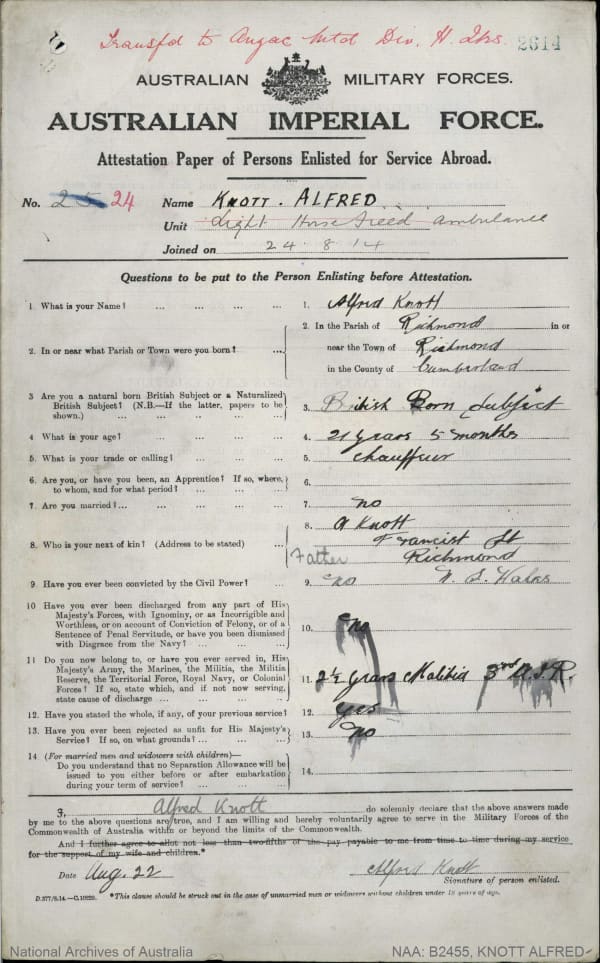 Transfd to Anzac Mtd Div. H. Qrs. 2614
AUSTRALIAN MILITARY FORCES.
AUSTRALIAN IMPERIAL FORCE.
Attestation Paper of Persons Enlisted for Service Abroad.
No. 25 24 Name KNOTT. ALFRED
Unit Light Horse Field Ambulance
Joined on 24 8 14
Questions to be put to the Person Enlisting before Attestation.
1. What is your Name? ... ... ... ... 1. Alfred Knott
2. In or near what Parish or Town were you born? ... 2. In the Parish of Richmond in or
near the Town of Richmond
in the County of Cumberland
3 Are you a natural born British Subject or a Naturalized
British Subject? (N.B.—If the latter, papers to be
shown.) ... ... ... ... 3. British Born Subject
4 What is your age? ... ... ... ... 4. 21 years 5 months
5. What is your trade or calling? ... ... ... 5. Chauffeur
6. Are you, or have you been, an Apprentice? If so, where,
to whom, and for what period? ... ... ... 6.
7. Are you married?... ... ... ... ... 7. no
8. Who is your next of kin? (Address to be stated) ... 8. A Knott
Francis St
Father Richmond
N. S. Wales
9. Have you ever been convicted by the Civil Power? ... 9. no
10 Have you ever been discharged from any part of His
Majesty's Forces, with Ignominy, or as Incorrigible and
Worthless, or on account of Conviction of Felony, or of a
Sentence of Penal Servitude, or have you been dismissed
with Disgrace from the Navy? ... ... ... 10. no
11 Do you now belong to, or have you ever served in, His
Majesty's Army, the Marines, the Militia, the Militia
Reserve, the Territorial Force, Royal Navy, or Colonial
Forces? If so, state which, and if not now serving,
state cause of discharge ... ... ... ... 11. 2½ years Malitia 3rd A.I.R.
12. Have you stated the whole, if any, of your previous service? 12. yes
13. Have you ever been rejected as unfit for His Majesty's
Service? If so, on what grounds? ... ... ... 13. no
14 (For married men and widowers with children)—
Do you understand that no Separation Allowance will be
issued to you either before or after embarkation
during your term of service? ... ... ... 14.
I, Alfred Knott do solemnly declare that the above answers made
by me to the above questions are true, and I am willing and hereby voluntarily agree to serve in the Military Forces of the
Commonwealth of Australia within or beyond the limits of the Commonwealth.
And I further agree to allot not less than two-fifths of the pay payable to me from time to time during my service
for the support of my wife and children.*
Date Aug. 22 Alfred Knott
Signature of person enlisted.
*This clause should be struck out in the case of unmarried men or widowers without children under 18 years of age.
National Archives of Australia NAA: B2455, KNOTT ALFRED